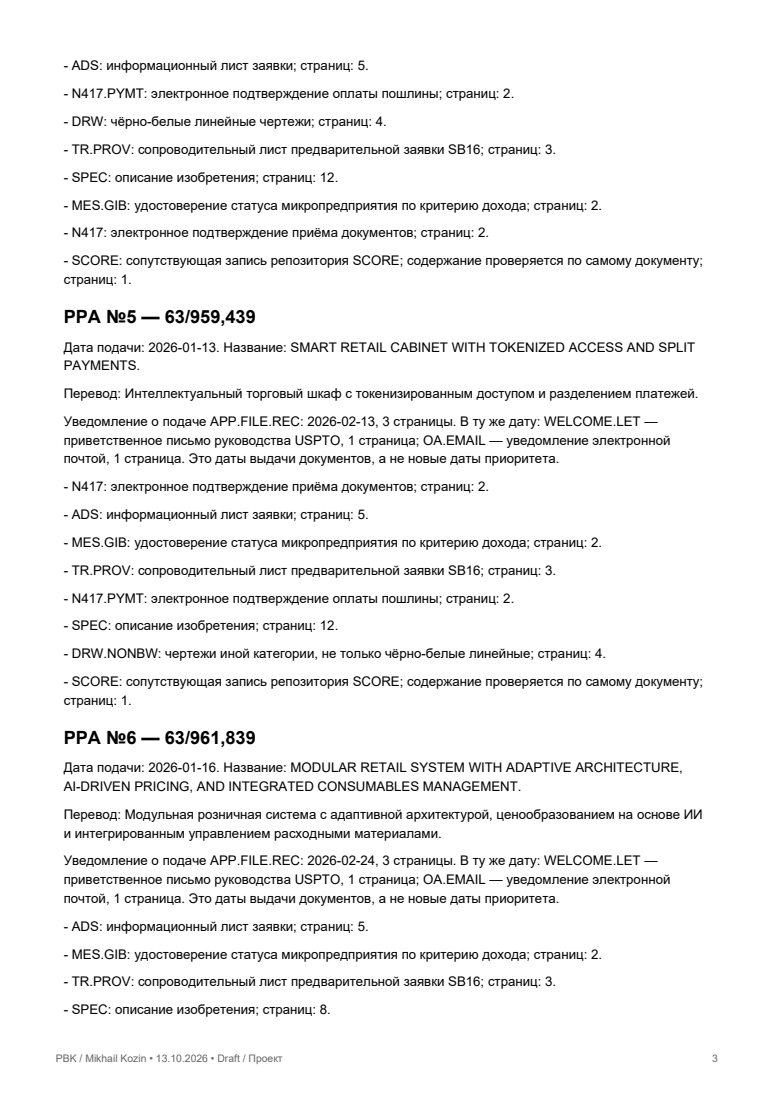 - ADS: информационный лист заявки; страниц: 5.
- N417.PYMT: электронное подтверждение оплаты пошлины; страниц: 2.
- DRW: чёрно-белые линейные чертежи; страниц: 4.
- TR.PROV: сопроводительный лист предварительной заявки SB16; страниц: 3.
- SPEC: описание изобретения; страниц: 12.
- MES.GIB: удостоверение статуса микропредприятия по критерию дохода; страниц: 2.
- N417: электронное подтверждение приёма документов; страниц: 2.
- SCORE: сопутствующая запись репозитория SCORE; содержание проверяется по самому документу;
страниц: 1.
PPA №5 — 63/959,439
Дата подачи: 2026-01-13. Название: SMART RETAIL CABINET WITH TOKENIZED ACCESS AND SPLIT
PAYMENTS.
Перевод: Интеллектуальный торговый шкаф с токенизированным доступом и разделением платежей.
Уведомление о подаче APP.FILE.REC: 2026-02-13, 3 страницы. В ту же дату: WELCOME.LET —
приветственное письмо руководства USPTO, 1 страница; OA.EMAIL — уведомление электронной
почтой, 1 страница. Это даты выдачи документов, а не новые даты приоритета.
- N417: электронное подтверждение приёма документов; страниц: 2.
- ADS: информационный лист заявки; страниц: 5.
- MES.GIB: удостоверение статуса микропредприятия по критерию дохода; страниц: 2.
- TR.PROV: сопроводительный лист предварительной заявки SB16; страниц: 3.
- N417.PYMT: электронное подтверждение оплаты пошлины; страниц: 2.
- SPEC: описание изобретения; страниц: 12.
- DRW.NONBW: чертежи иной категории, не только чёрно-белые линейные; страниц: 4.
- SCORE: сопутствующая запись репозитория SCORE; содержание проверяется по самому документу;
страниц: 1.
PPA №6 — 63/961,839
Дата подачи: 2026-01-16. Название: MODULAR RETAIL SYSTEM WITH ADAPTIVE ARCHITECTURE,
AI-DRIVEN PRICING, AND INTEGRATED CONSUMABLES MANAGEMENT.
Перевод: Модульная розничная система с адаптивной архитектурой, ценообразованием на основе ИИ
и интегрированным управлением расходными материалами.
Уведомление о подаче APP.FILE.REC: 2026-02-24, 3 страницы. В ту же дату: WELCOME.LET —
приветственное письмо руководства USPTO, 1 страница; OA.EMAIL — уведомление электронной
почтой, 1 страница. Это даты выдачи документов, а не новые даты приоритета.
- ADS: информационный лист заявки; страниц: 5.
- MES.GIB: удостоверение статуса микропредприятия по критерию дохода; страниц: 2.
- TR.PROV: сопроводительный лист предварительной заявки SB16; страниц: 3.
- SPEC: описание изобретения; страниц: 8.
PBK / Mikhail Kozin • 13.10.2026 • Draft / Проект 3